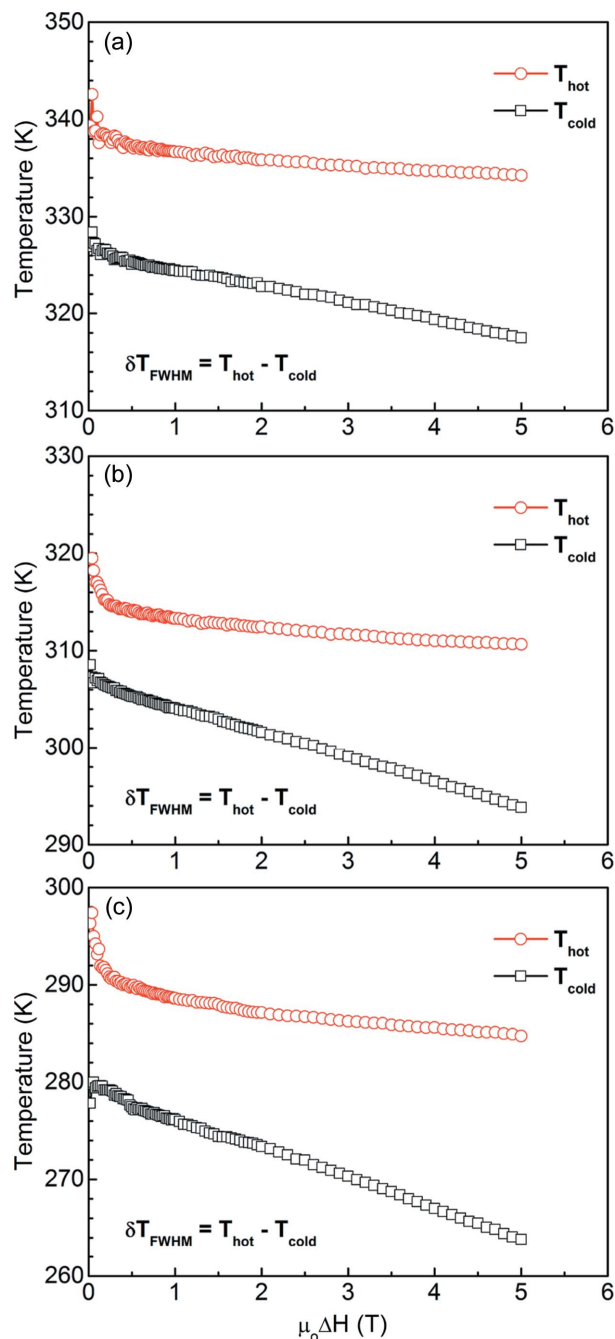 (a)
T_hot
T_cold
Temperature (K)
350
340
330
320
310
δT_FWHM = T_hot - T_cold
0 1 2 3 4 5 6
(b)
T_hot
T_cold
Temperature (K)
330
320
310
300
290
δT_FWHM = T_hot - T_cold
0 1 2 3 4 5 6
(c)
T_hot
T_cold
Temperature (K)
300
290
280
270
260
δT_FWHM = T_hot - T_cold
0 1 2 3 4 5 6
μ₀ΔH (T)